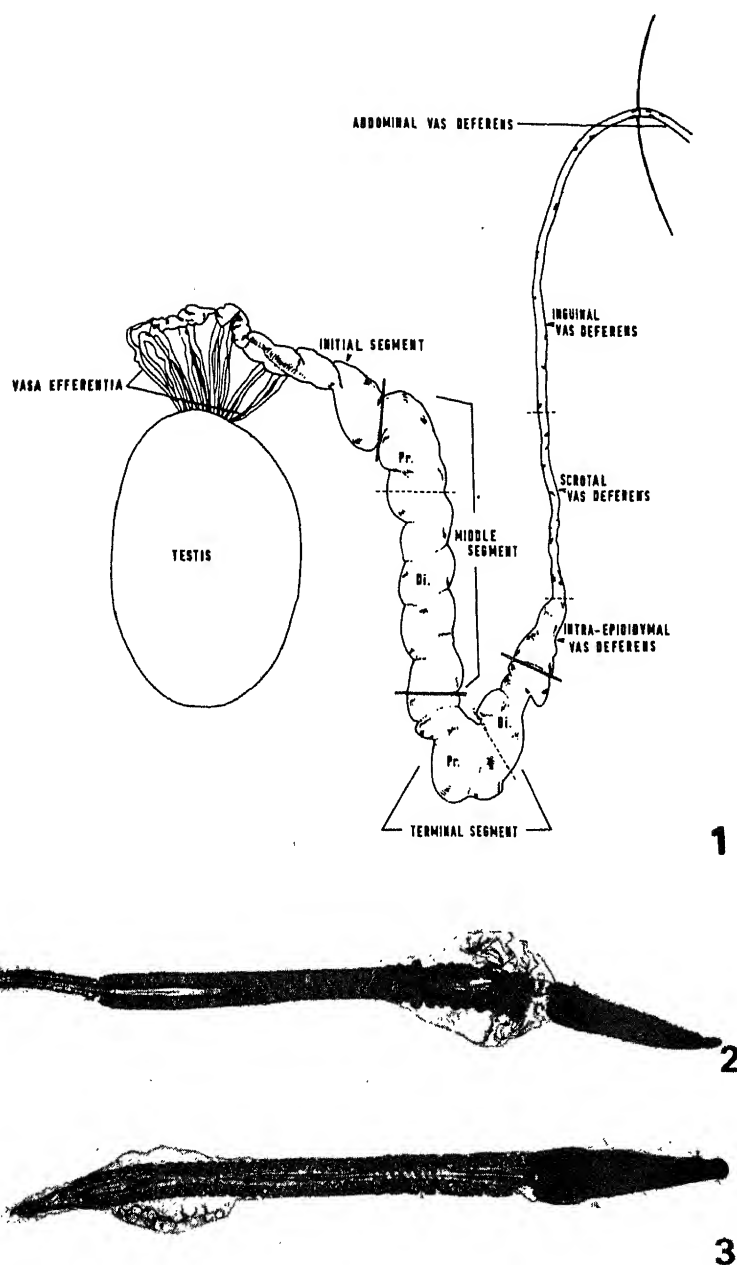 ABDOMINAL VAS DEFERENS
INGUINAL
VAS DEFERENS
INITIAL SEGMENT
VASA EFFERENTIA
Pr.
SCROTAL
VAS DEFERENS
MIDDLE
SEGMENT
TESTIS
Di.
INTRA-EPIDIDYMAL
VAS DEFERENS
Di.
Pr.
TERMINAL SEGMENT
1
2
3